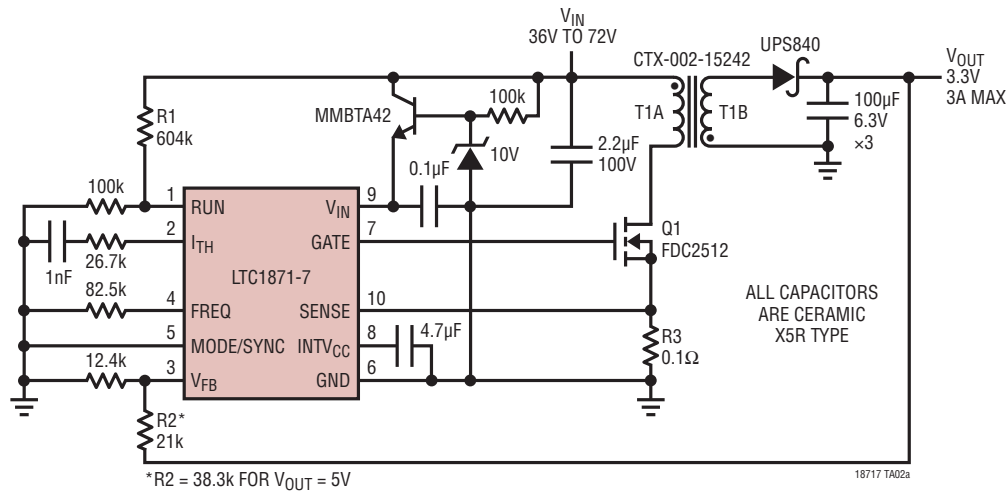 V_IN
36V TO 72V
CTX-002-15242
UPS840
V_OUT
3.3V
3A MAX
R1
604k
MMBTA42
100k
T1A
T1B
100µF
6.3V
×3
10V
2.2µF
100V
0.1µF
100k
1
RUN
V_IN
9
2
I_TH
GATE
7
1nF
26.7k
LTC1871-7
Q1
FDC2512
82.5k
4
FREQ
SENSE
10
ALL CAPACITORS
ARE CERAMIC
X5R TYPE
5
MODE/SYNC
INTV_CC
8
4.7µF
R3
0.1Ω
12.4k
3
V_FB
GND
6
R2*
21k
*R2 = 38.3k FOR V_OUT = 5V
18717 TA02a